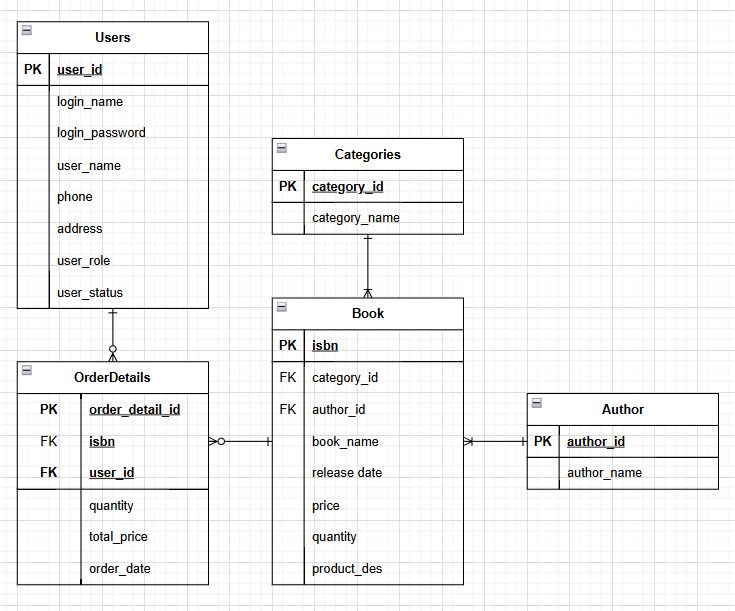 Users
PK user_id
login_name
login_password
user_name
phone
address
user_role
user_status
Categories
PK category_id
category_name
OrderDetails
PK order_detail_id
FK isbn
FK user_id
quantity
total_price
order_date
Book
PK isbn
FK category_id
FK author_id
book_name
release date
price
quantity
product_des
Author
PK author_id
author_name